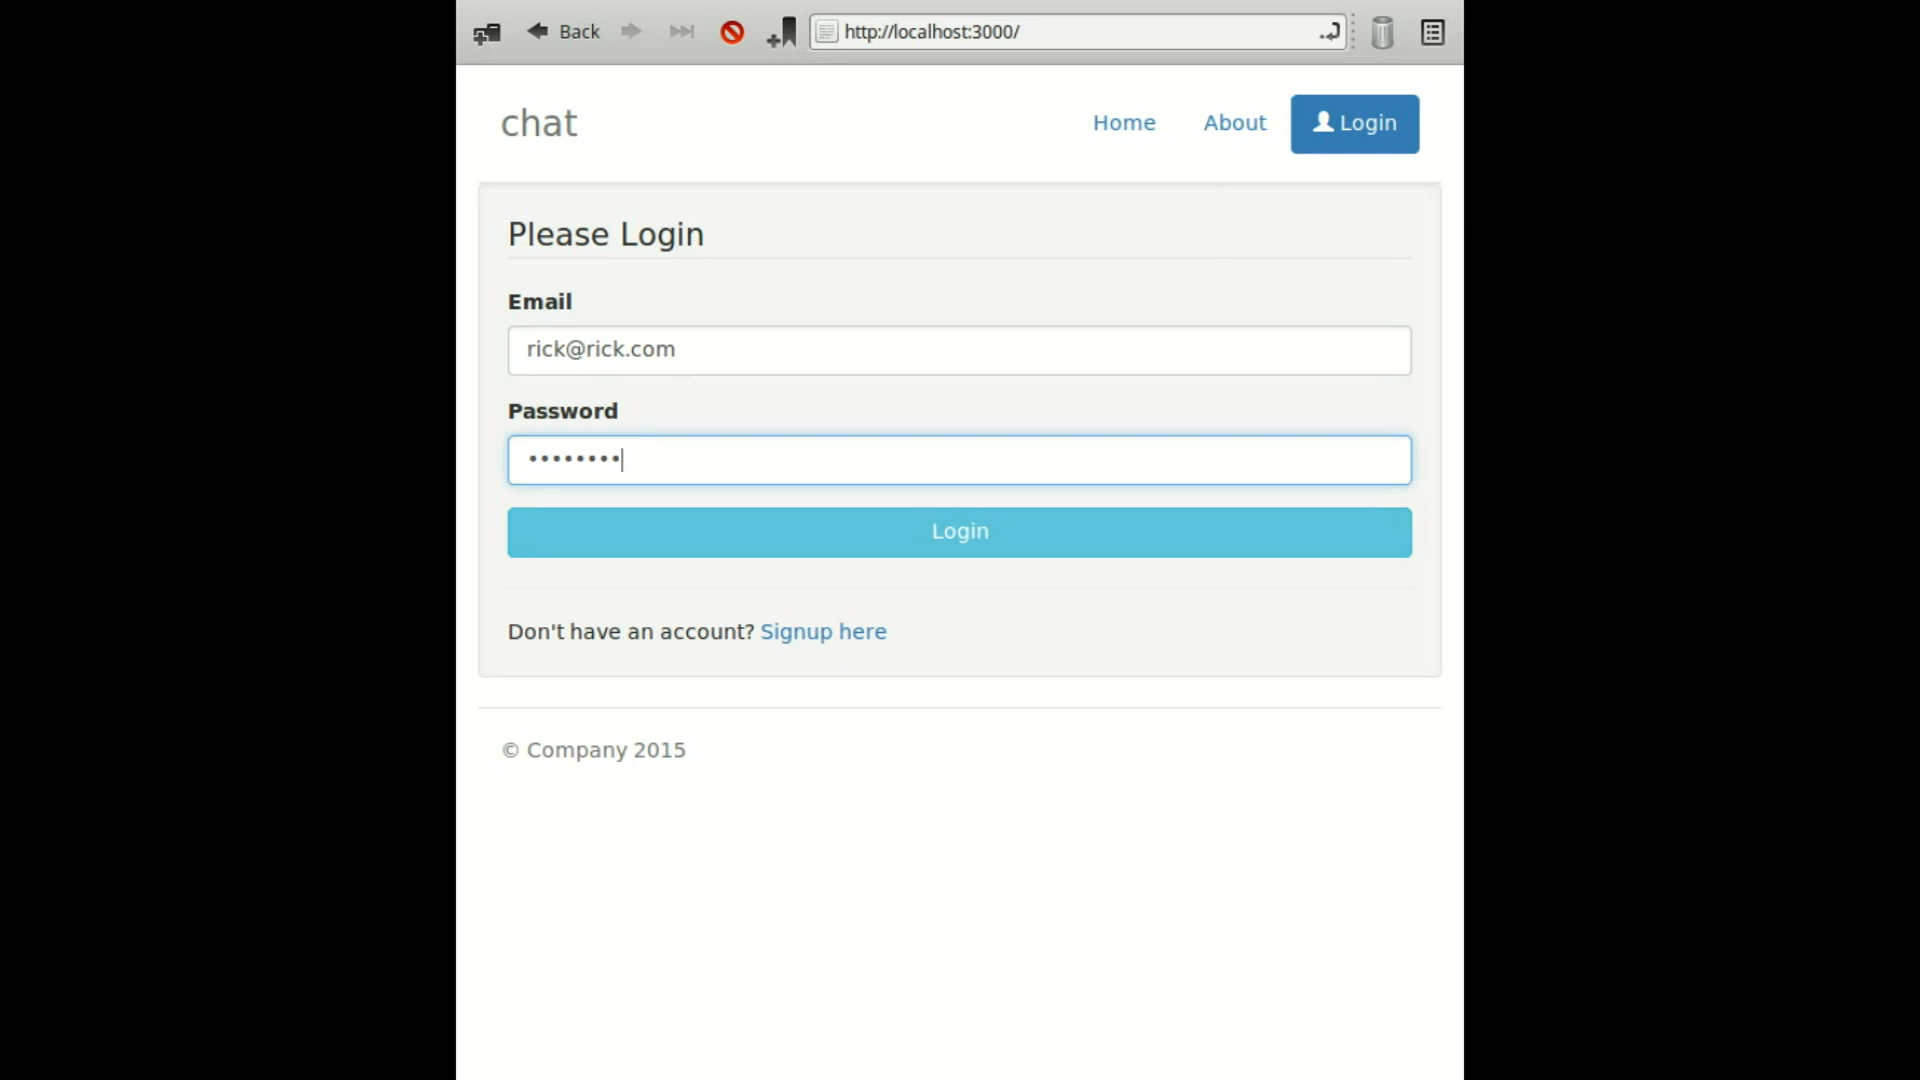 Back http://localhost:3000/
chat Home About Login
Please Login
Email
rick@rick.com
Password
••••••••
Login
Don't have an account? Signup here
© Company 2015